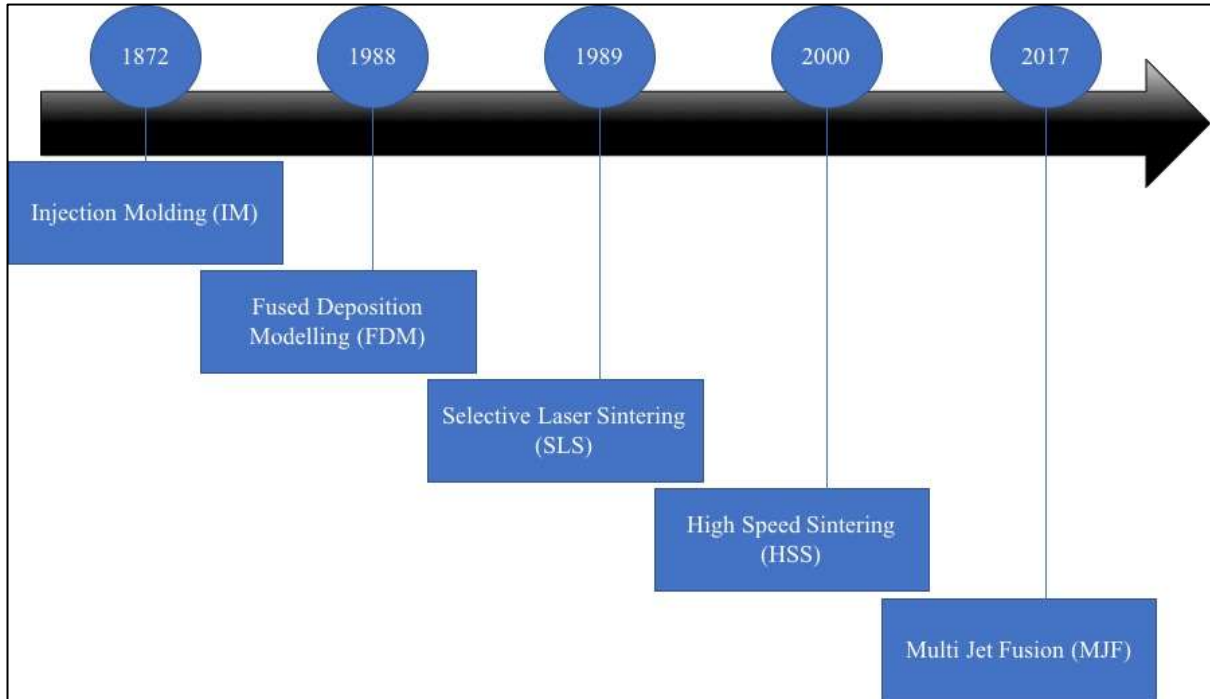 1872
1988
1989
2000
2017
Injection Molding (IM)
Fused Deposition
Modelling (FDM)
Selective Laser Sintering
(SLS)
High Speed Sintering
(HSS)
Multi Jet Fusion (MJF)